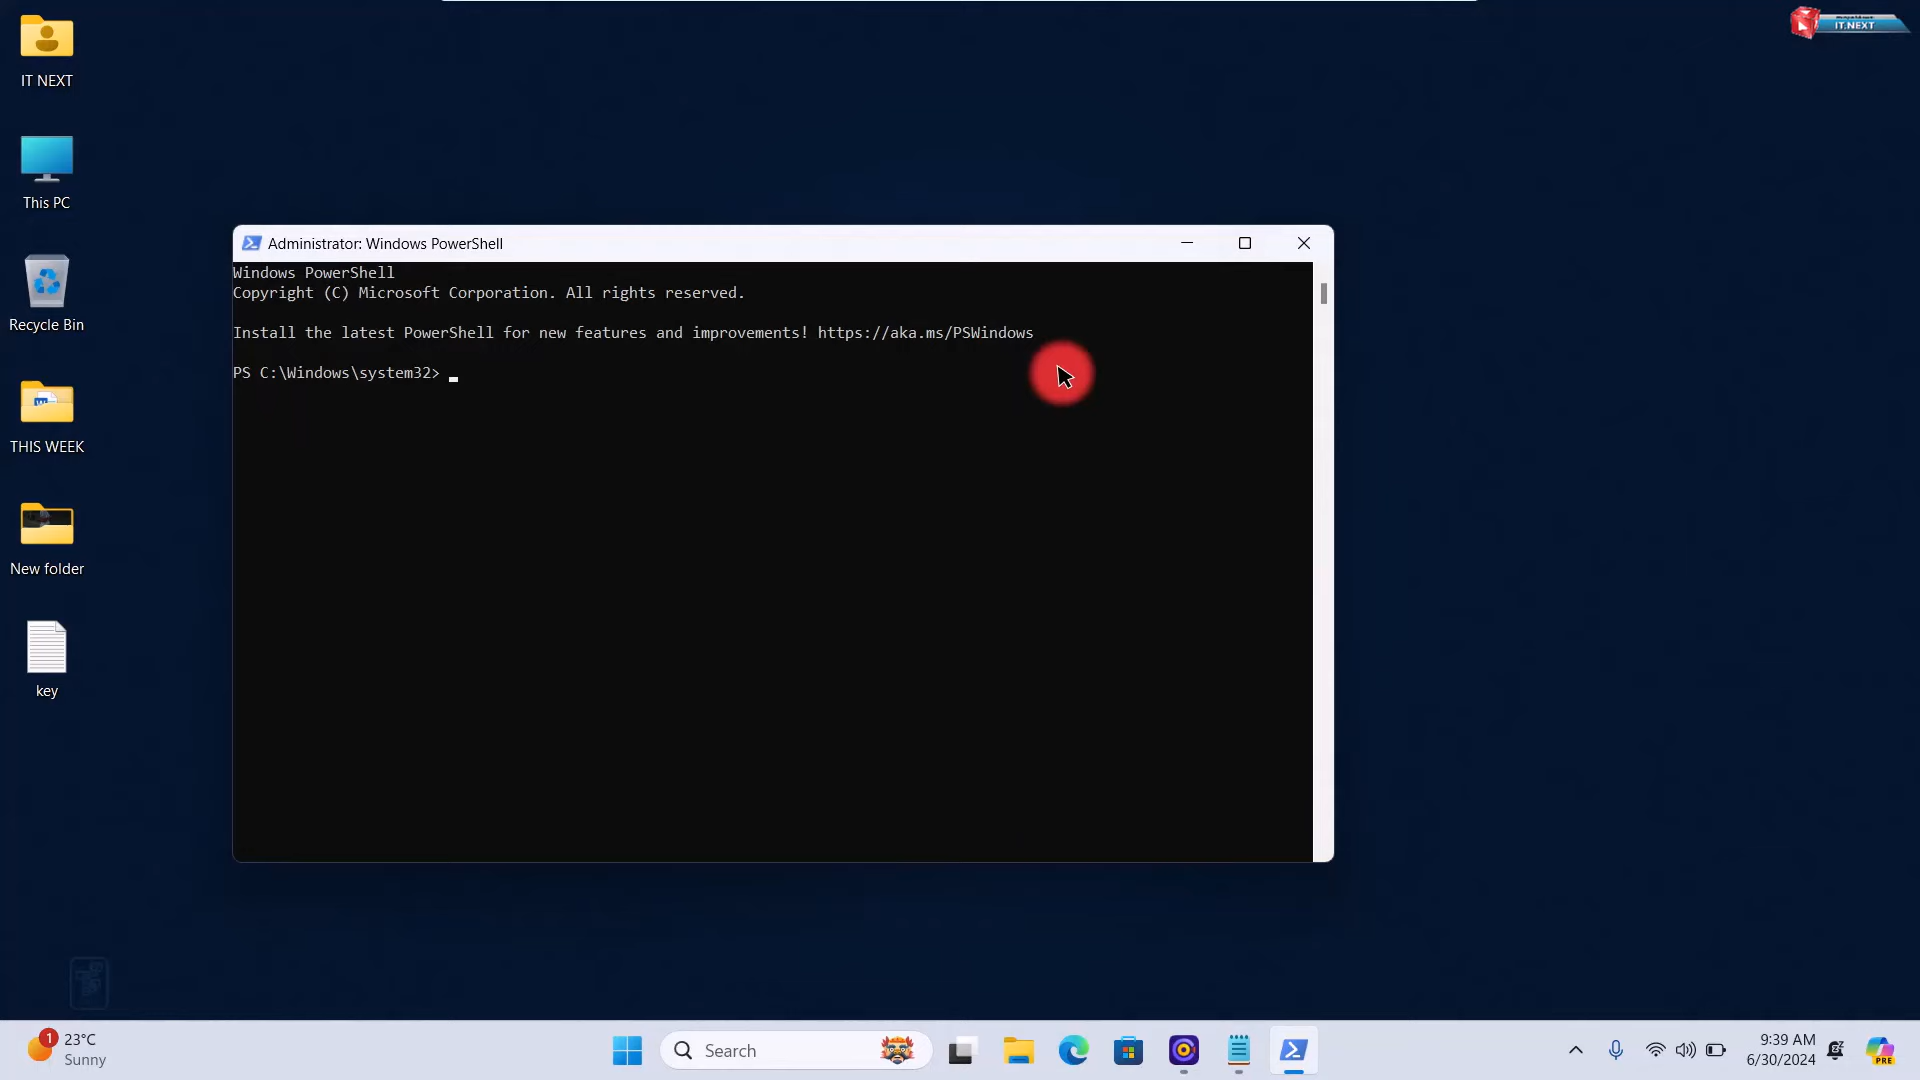 IT NEXT
This PC
Recycle Bin
THIS WEEK
New folder
key
IT.NEXT
Administrator: Windows PowerShell
Windows PowerShell
Copyright (C) Microsoft Corporation. All rights reserved.
Install the latest PowerShell for new features and improvements! https://aka.ms/PSWindows
PS C:\Windows\system32>
1
23°C
Sunny
Search
9:39 AM
6/30/2024
PRE